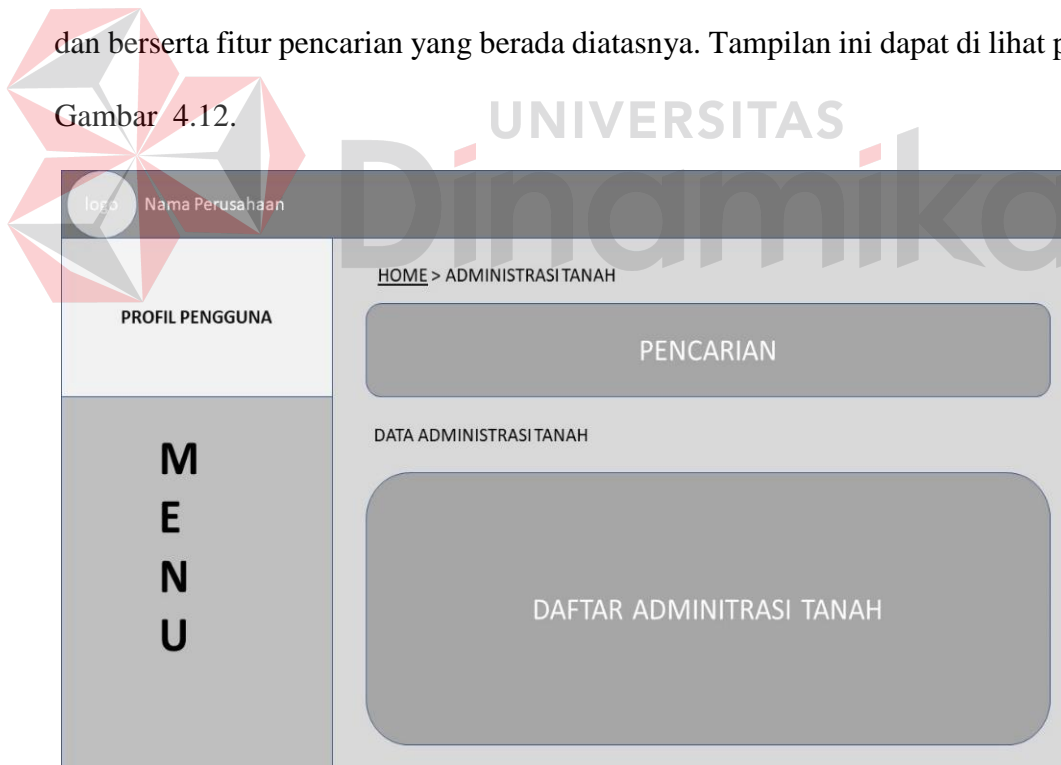 dan berserta fitur pencarian yang berada diatasnya. Tampilan ini dapat di lihat p
Gambar 4.12.
UNIVERSITAS
Dinamika
logo
Nama Perusahaan
HOME > ADMINISTRASI TANAH
PROFIL PENGGUNA
PENCARIAN
DATA ADMINISTRASI TANAH
M
E
N
U
DAFTAR ADMINITRASI TANAH